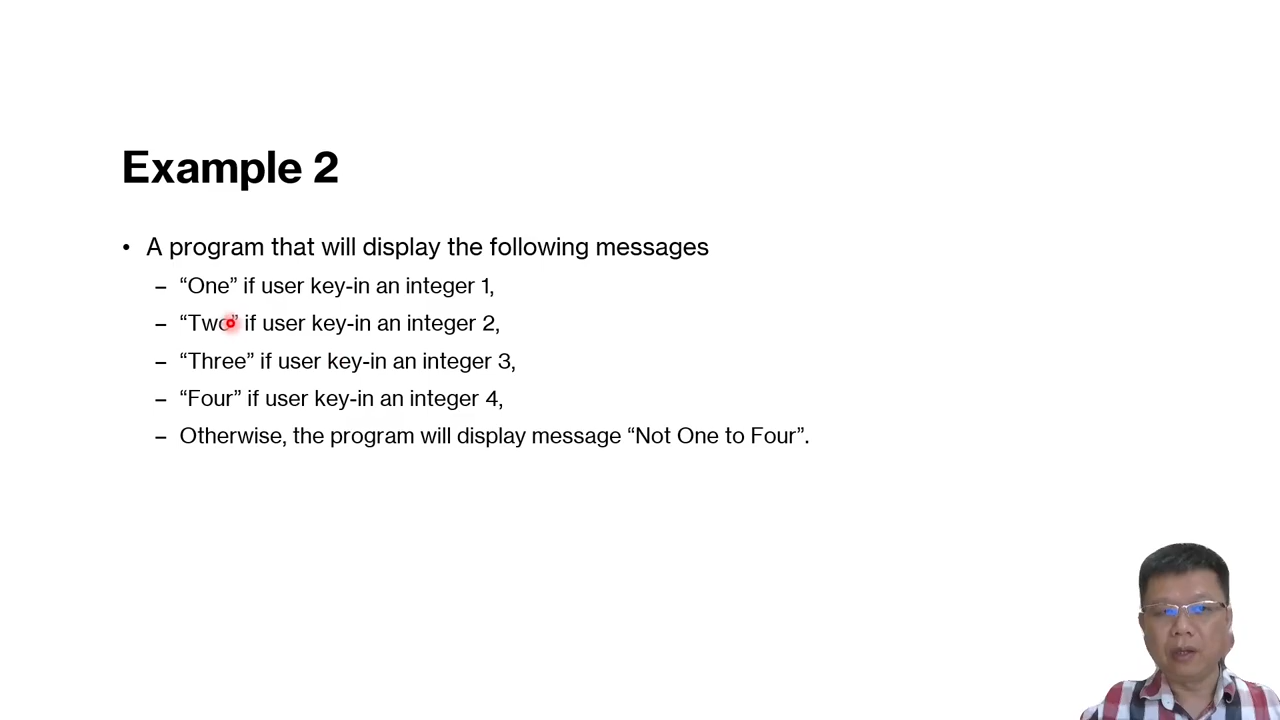 Example 2
• A program that will display the following messages
– “One” if user key-in an integer 1,
– “Two” if user key-in an integer 2,
– “Three” if user key-in an integer 3,
– “Four” if user key-in an integer 4,
– Otherwise, the program will display message “Not One to Four”.